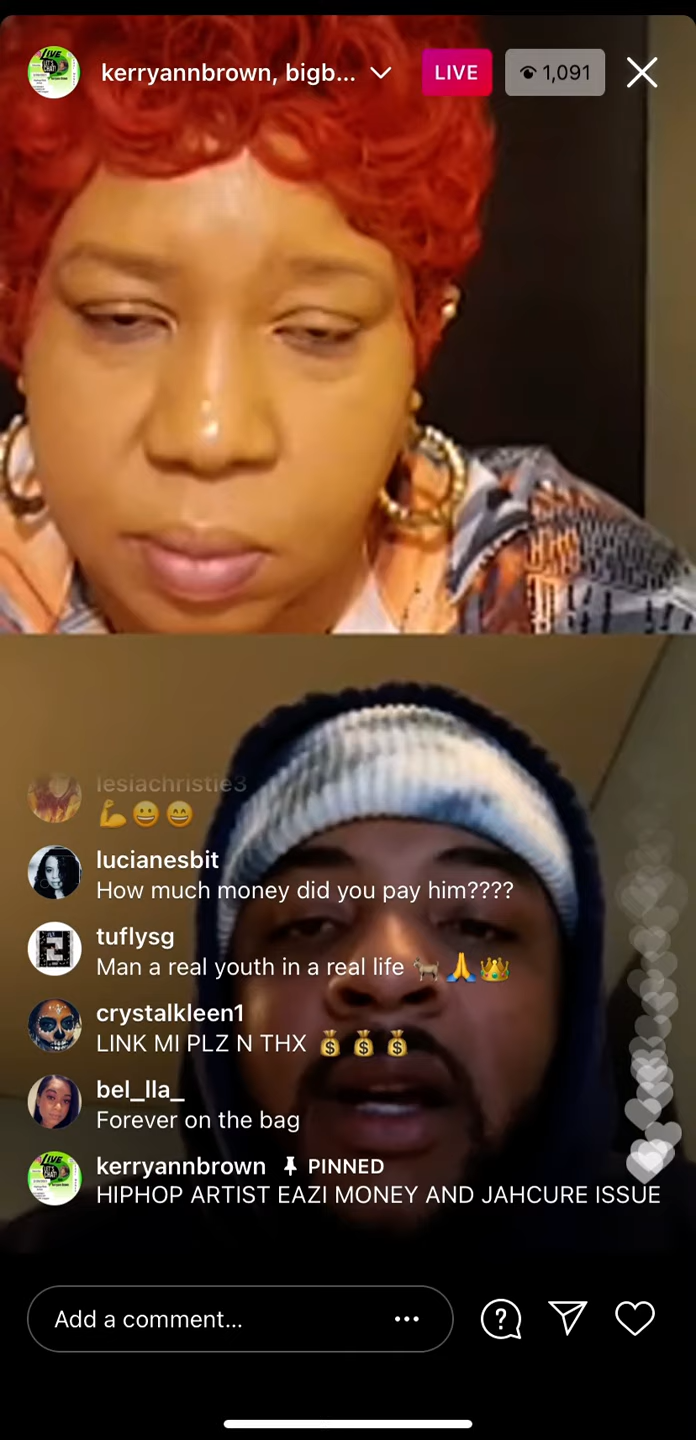 kerryannbrown, bigb...
LIVE
1,091
lesiachristie3
💪😀😄
lucianesbit
How much money did you pay him????
tuflysg
Man a real youth in a real life 🐐🙏👑
crystalkleen1
LINK MI PLZ N THX 💰💰💰
bel_lla_
Forever on the bag
kerryannbrown PINNED
HIPHOP ARTIST EAZI MONEY AND JAHCURE ISSUE
Add a comment...